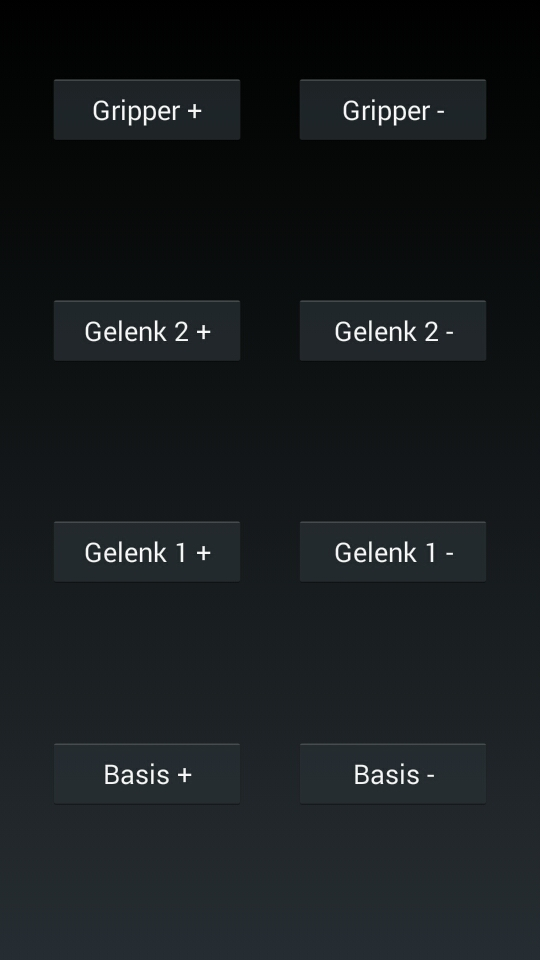 Gripper + Gripper -
Gelenk 2 + Gelenk 2 -
Gelenk 1 + Gelenk 1 -
Basis + Basis -